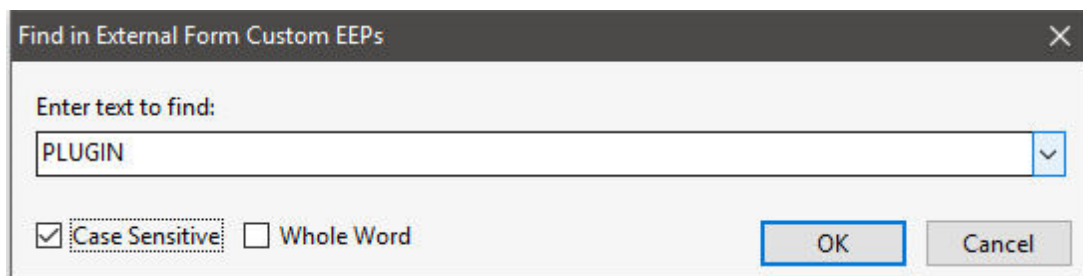 Find in External Form Custom EEPs
Enter text to find:
PLUGIN
Case Sensitive Whole Word OK Cancel